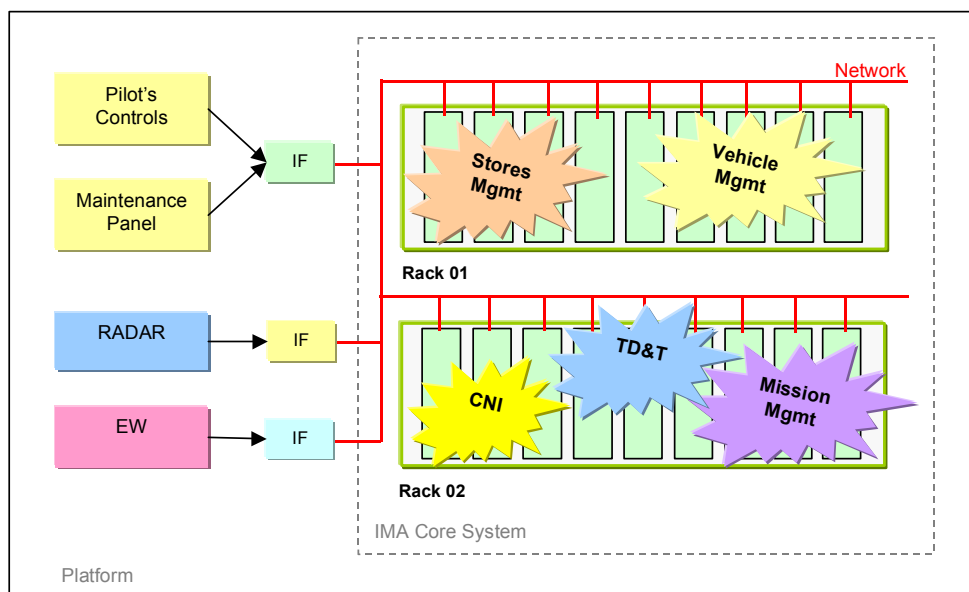 Network
Pilot's
Controls
IF
Maintenance
Panel
Stores
Mgmt
Vehicle
Mgmt
Rack 01
RADAR
IF
EW
IF
TD&T
CNI
Mission
Mgmt
Rack 02
IMA Core System
Platform